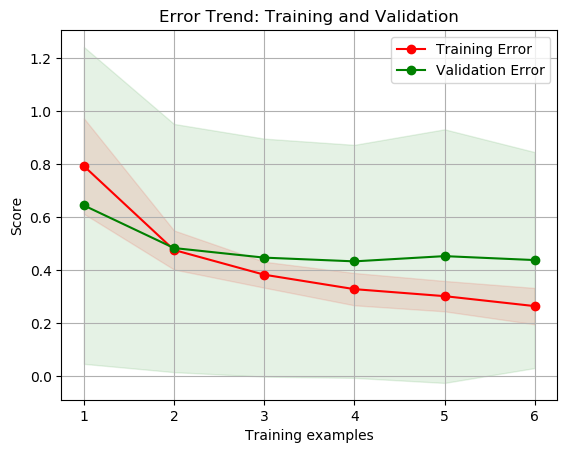 Error Trend: Training and Validation
Training Error
Validation Error
1.2
1.0
0.8
0.6
0.4
0.2
0.0
Score
1 2 3 4 5 6
Training examples